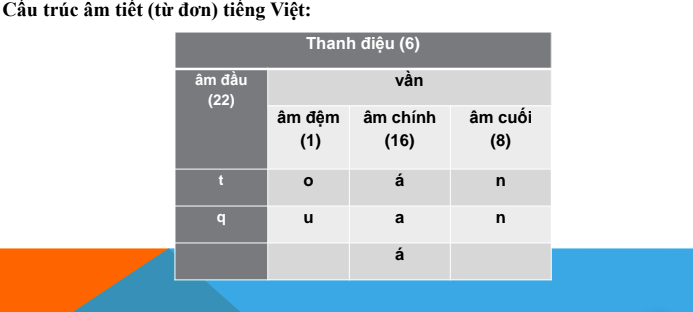 Cấu trúc âm tiết (từ đơn) tiếng Việt:
Thanh điệu (6)
âm đầu
(22)
vần
âm đệm
(1)
âm chính
(16)
âm cuối
(8)
t o á n
q u a n
á